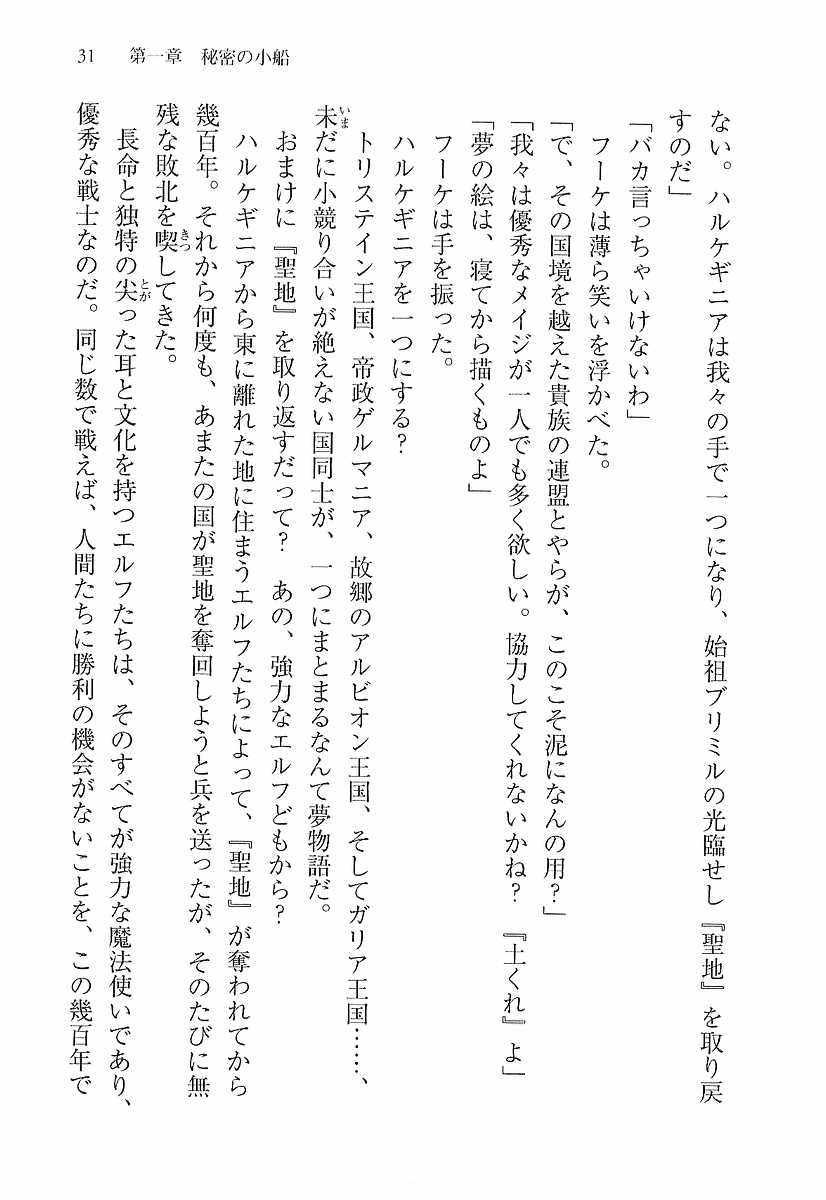 31　第一章　秘密の小船
ない。ハルケギニアは我々の手で一つになり、始祖ブリミルの光臨せし『聖地』を取り戻
すのだ」
「バカ言っちゃいけないわ」
フーケは薄ら笑いを浮かべた。
「で、その国境を越えた貴族の連盟とやらが、このこそ泥になんの用？」
「我々は優秀なメイジが一人でも多く欲しい。協力してくれないかね？　『土くれ』よ」
「夢の絵は、寝てから描くものよ」
フーケは手を振った。
ハルケギニアを一つにする？
トリステイン王国、帝政ゲルマニア、故郷のアルビオン王国、そしてガリア王国……、
未だに小競り合いが絶えない国同士が、一つにまとまるなんて夢物語だ。
おまけに『聖地』を取り返すだって？　あの、強力なエルフどもから？
ハルケギニアから東に離れた地に住まうエルフたちによって、『聖地』が奪われてから
幾百年。それから何度も、あまたの国が聖地を奪回しようと兵を送ったが、そのたびに無
残な敗北を喫してきた。
長命と独特の尖った耳と文化を持つエルフたちは、そのすべてが強力な魔法使いであり、
優秀な戦士なのだ。同じ数で戦えば、人間たちに勝利の機会がないことを、この幾百年で